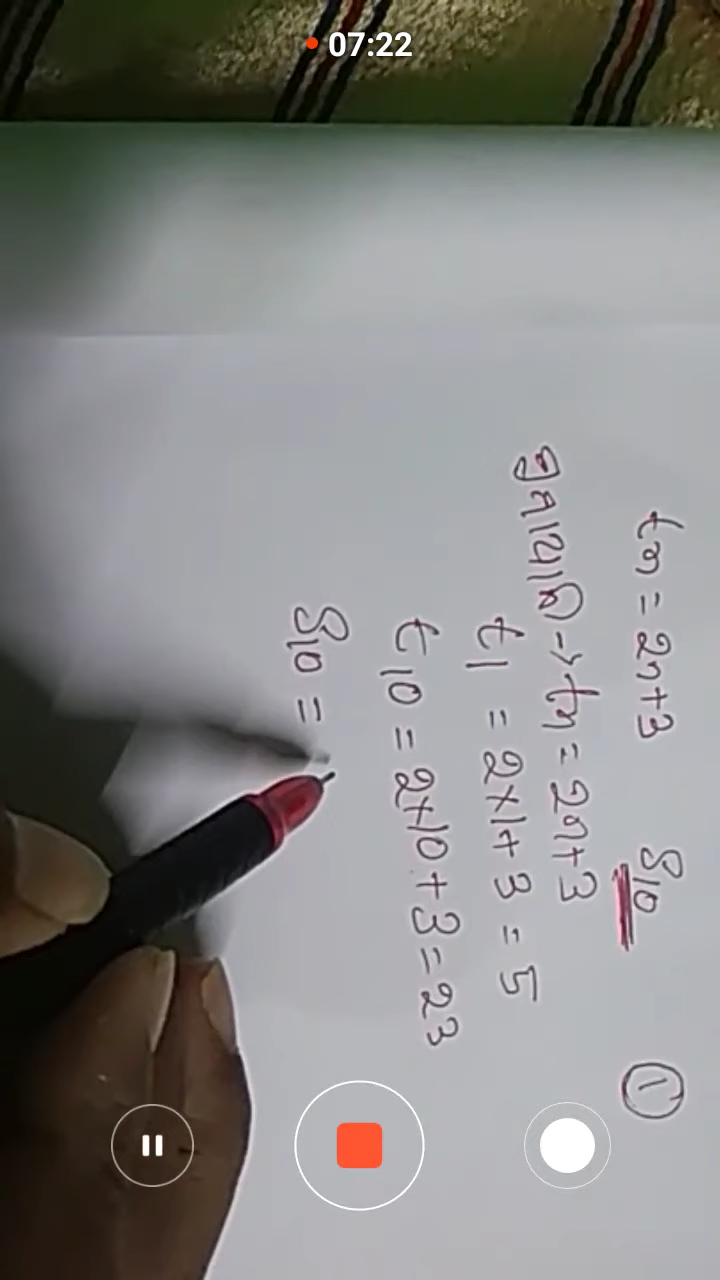 07:22
tn = 2n+3 S10 ①
tn = 2n+3
t1 = 2×1+3 = 5
t10 = 2×10+3 = 23
S10 =